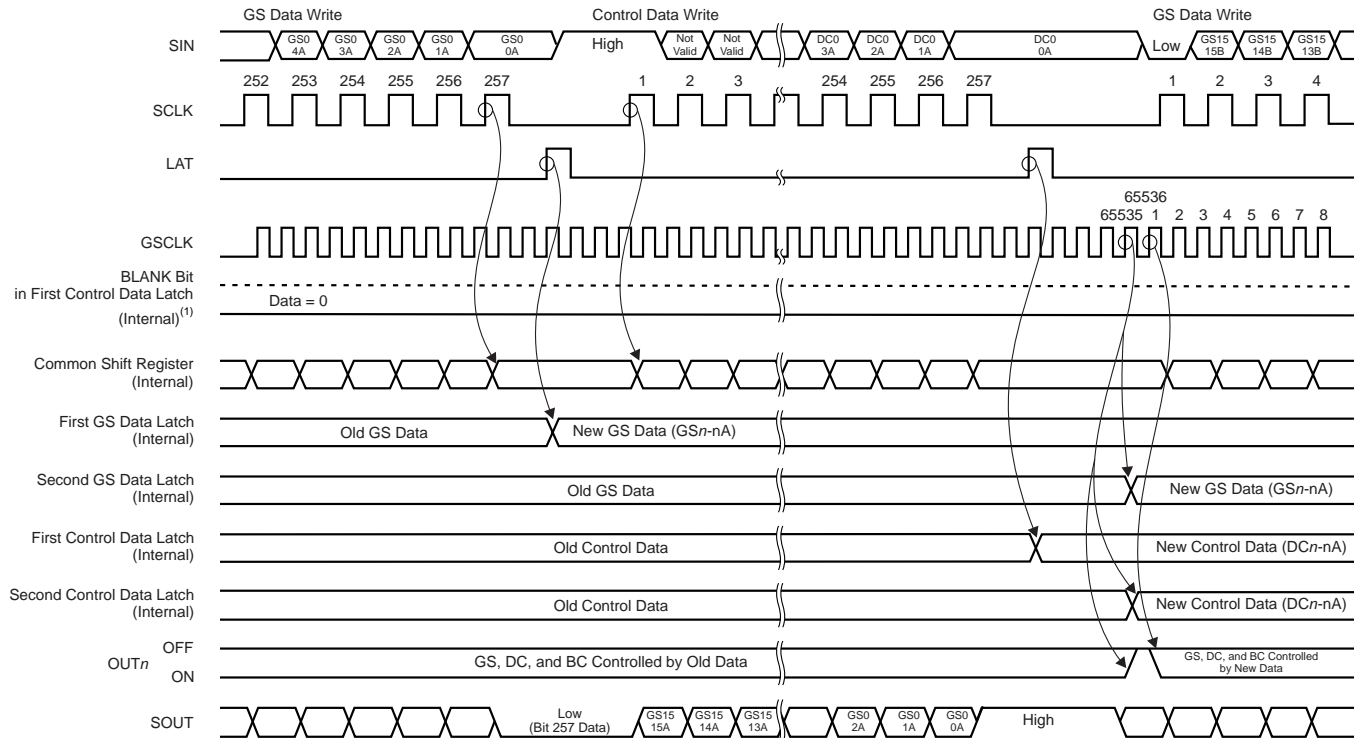 GS Data Write Control Data Write GS Data Write
SIN
GS0 4A GS0 3A GS0 2A GS0 1A GS0 0A High Not Valid Not Valid DC0 3A DC0 2A DC0 1A DC0 0A Low GS15 15B GS15 14B GS15 13B
252 253 254 255 256 257 1 2 3 254 255 256 257 1 2 3 4
SCLK
LAT
65536
65535 1 2 3 4 5 6 7 8
GSCLK
BLANK Bit
in First Control Data Latch
(Internal)(1)
Data = 0
Common Shift Register
(Internal)
First GS Data Latch
(Internal)
Old GS Data New GS Data (GSn-nA)
Second GS Data Latch
(Internal)
Old GS Data New GS Data (GSn-nA)
First Control Data Latch
(Internal)
Old Control Data New Control Data (DCn-nA)
Second Control Data Latch
(Internal)
Old Control Data New Control Data (DCn-nA)
OFF
OUTn
ON
GS, DC, and BC Controlled by Old Data
GS, DC, and BC Controlled
by New Data
SOUT
Low
(Bit 257 Data)
GS15 15A GS15 14A GS15 13A GS0 2A GS0 1A GS0 0A High